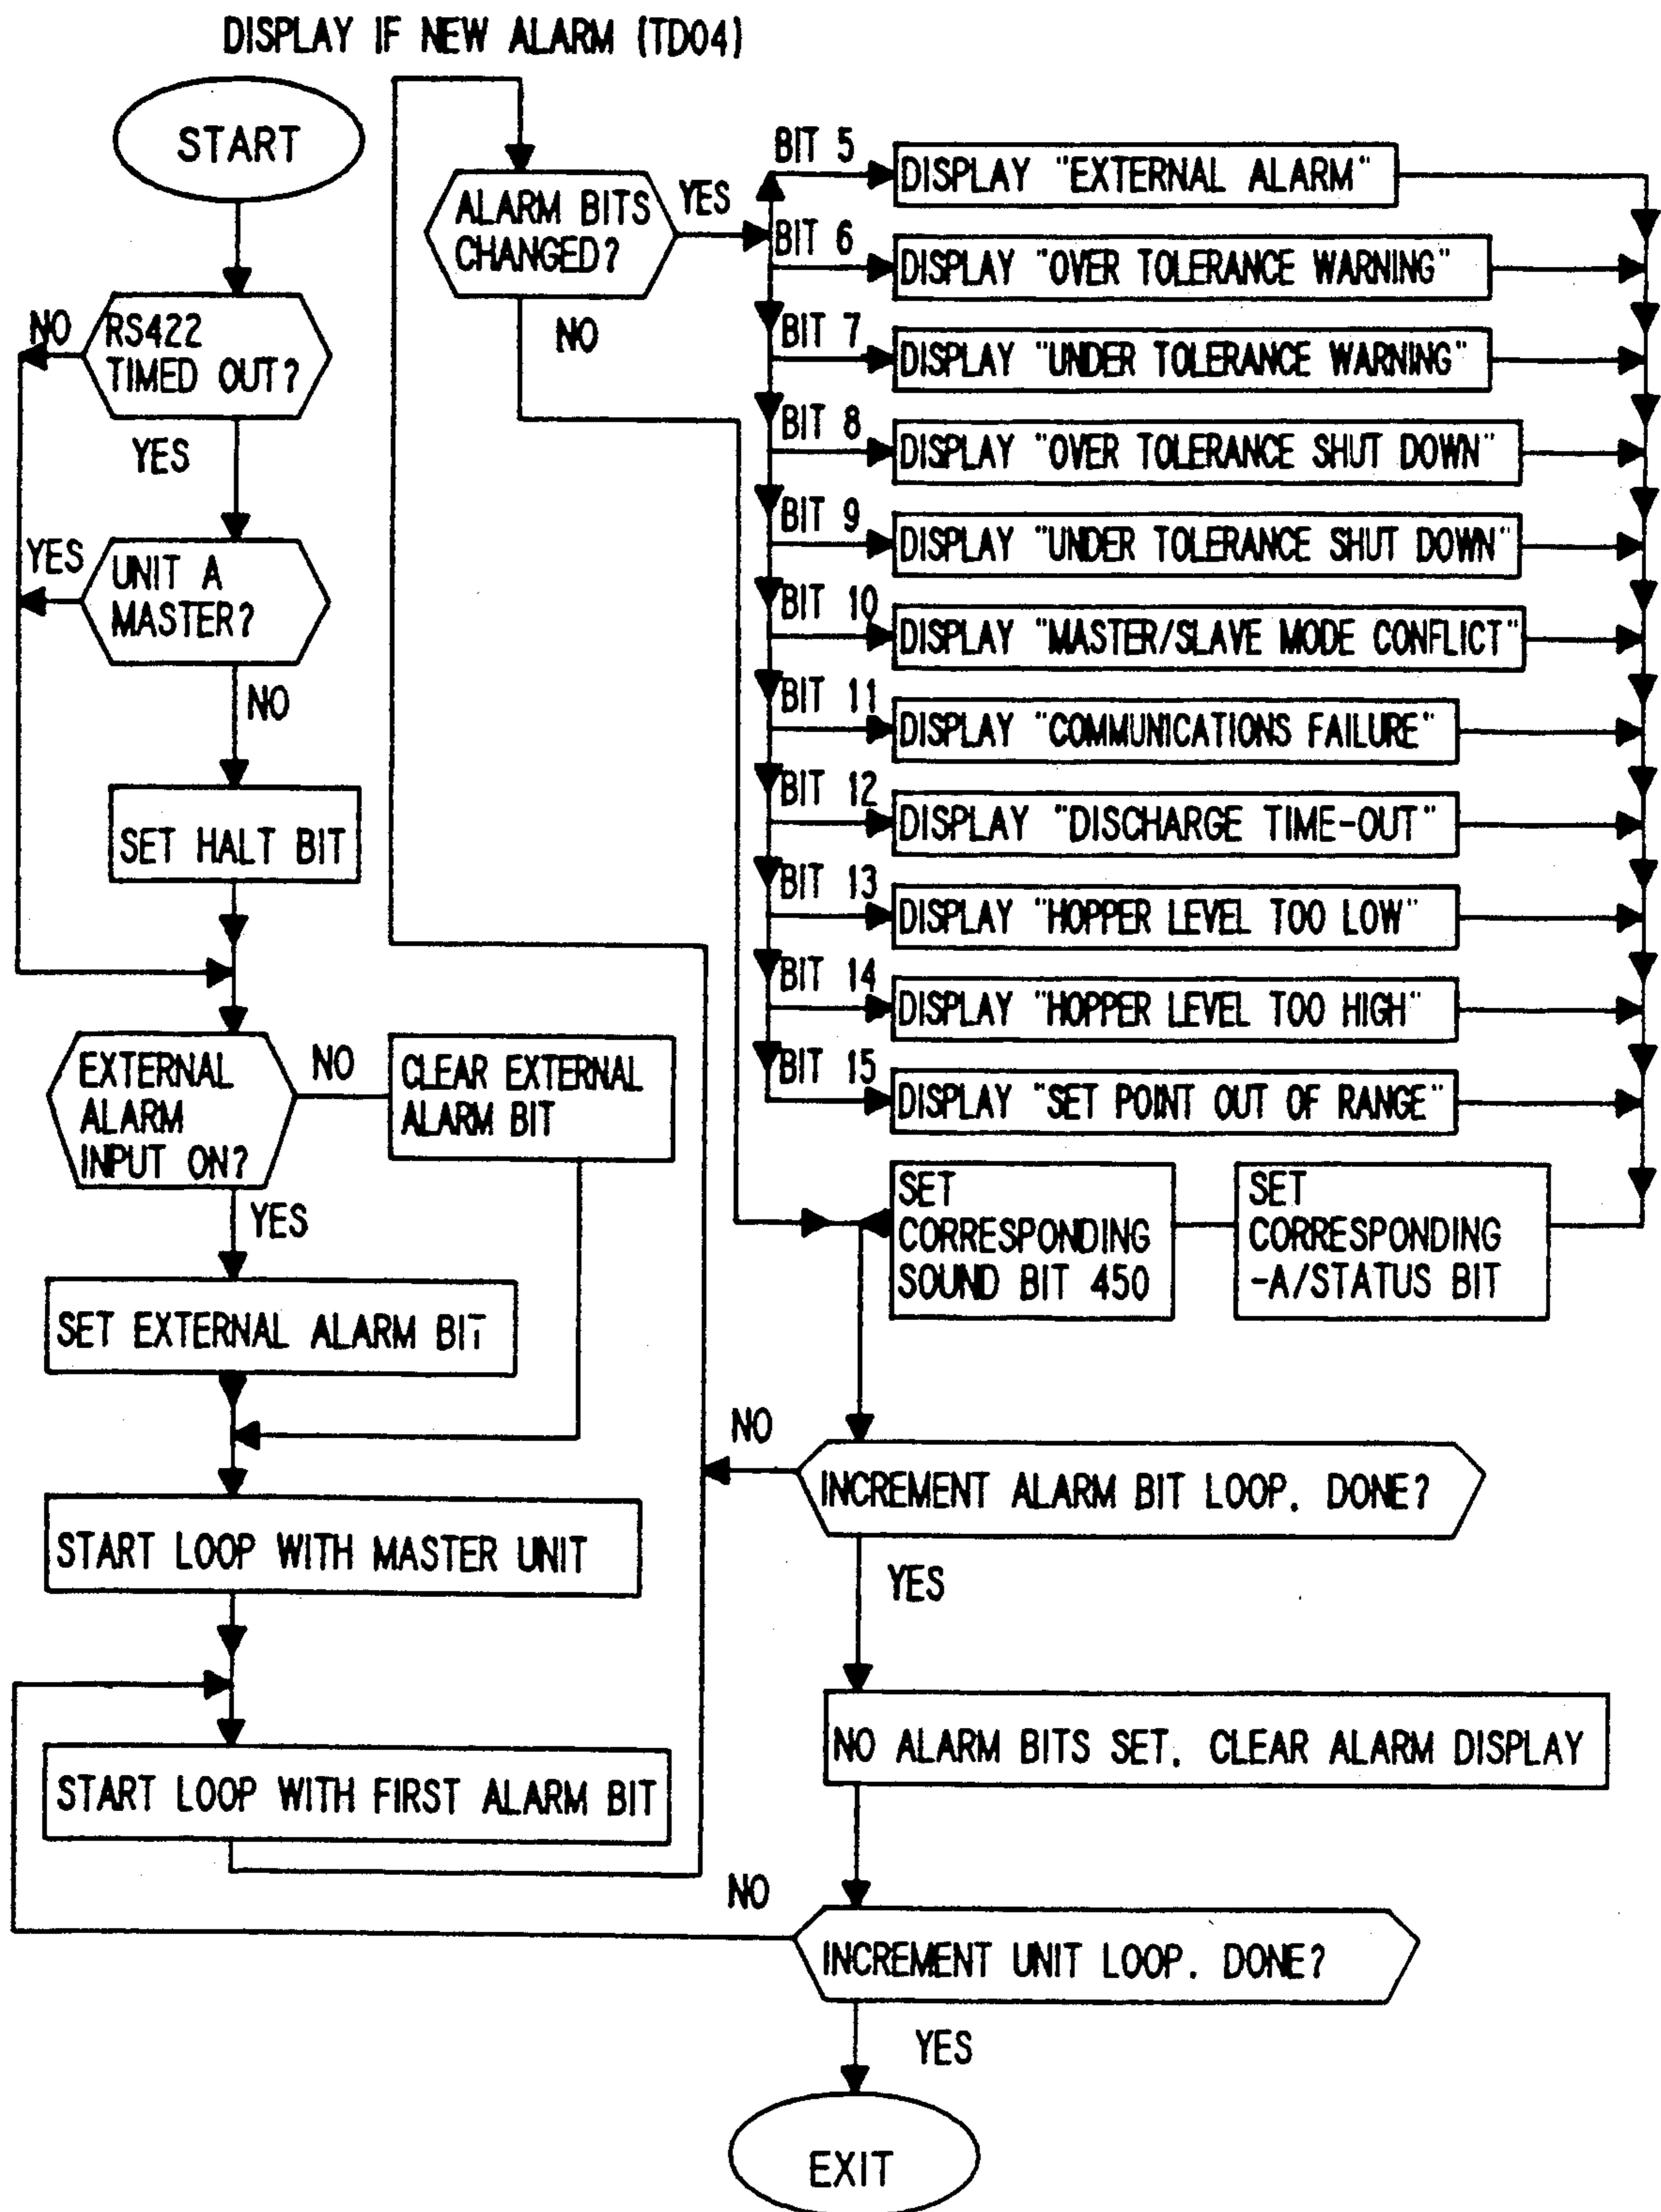 DISPLAY IF NEW ALARM (TD04)
START
RS422
TIMED OUT?
NO
YES
UNIT A
MASTER?
YES
NO
SET HALT BIT
EXTERNAL
ALARM
INPUT ON?
NO
CLEAR EXTERNAL
ALARM BIT
YES
SET EXTERNAL ALARM BIT
START LOOP WITH MASTER UNIT
START LOOP WITH FIRST ALARM BIT
ALARM BITS
CHANGED?
YES
NO
BIT 5
DISPLAY "EXTERNAL ALARM"
BIT 6
DISPLAY "OVER TOLERANCE WARNING"
BIT 7
DISPLAY "UNDER TOLERANCE WARNING"
BIT 8
DISPLAY "OVER TOLERANCE SHUT DOWN"
BIT 9
DISPLAY "UNDER TOLERANCE SHUT DOWN"
BIT 10
DISPLAY "MASTER/SLAVE MODE CONFLICT"
BIT 11
DISPLAY "COMMUNICATIONS FAILURE"
BIT 12
DISPLAY "DISCHARGE TIME-OUT"
BIT 13
DISPLAY "HOPPER LEVEL TOO LOW"
BIT 14
DISPLAY "HOPPER LEVEL TOO HIGH"
BIT 15
DISPLAY "SET POINT OUT OF RANGE"
SET
CORRESPONDING
SOUND BIT 450
SET
CORRESPONDING
-A/STATUS BIT
NO
INCREMENT ALARM BIT LOOP. DONE?
YES
NO ALARM BITS SET. CLEAR ALARM DISPLAY
NO
INCREMENT UNIT LOOP. DONE?
YES
EXIT